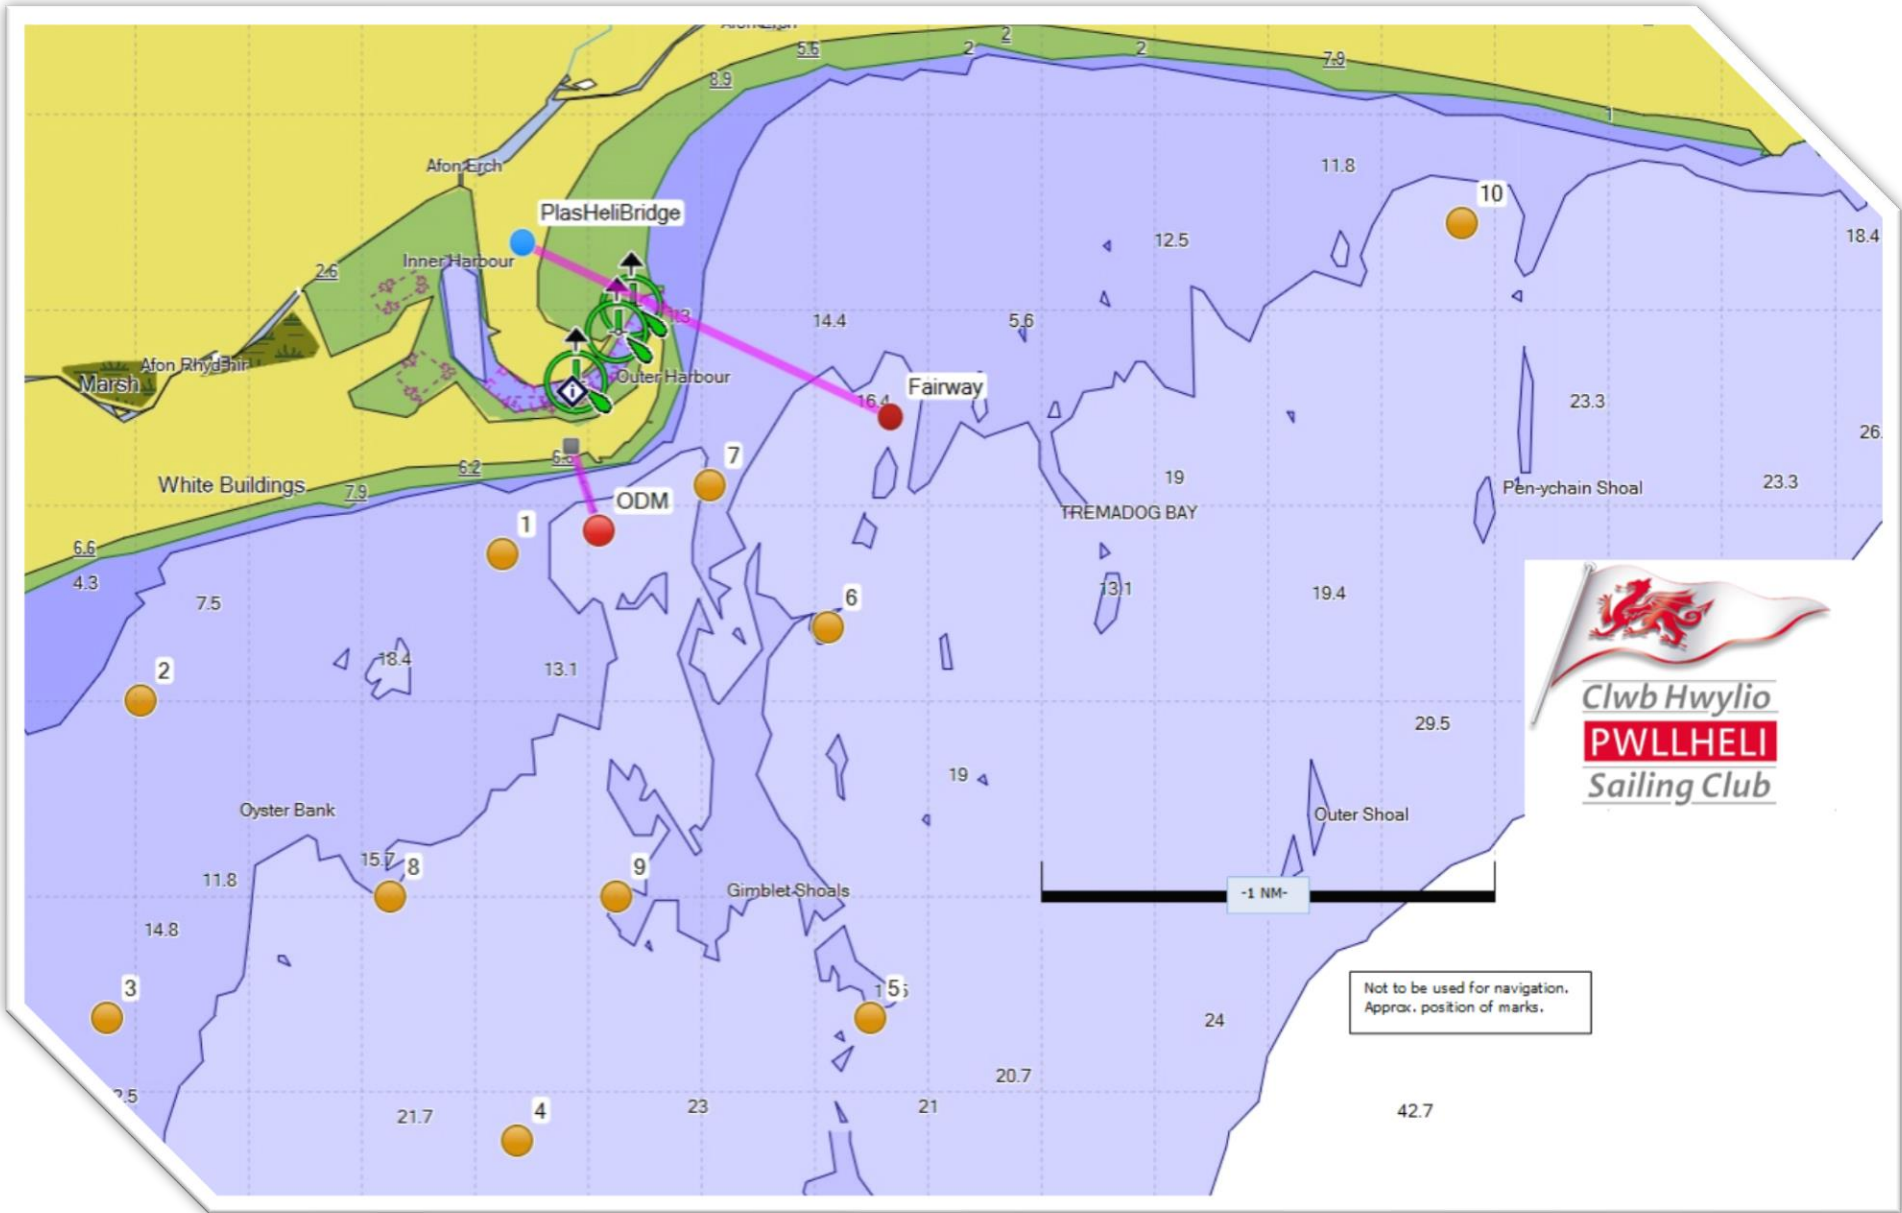 2
5.6
2
2
7.9
8.9
1
Afon Erch
11.8
10
PlasHeliBridge
12.5
18.4
Inner Harbour
2.6
14.4
5.6
Afon Rhyd-hir
Marsh
Outer Harbour
Fairway
16.4
23.3
26.
7
6.2
White Buildings
7.9
19
Pen-ychain Shoal
23.3
ODM
TREMADOG BAY
1
6.6
4.3
7.5
6
13.1
19.4
18.4
13.1
2
Clwb Hwylio
PWLLHELI
Sailing Club
29.5
19
Oyster Bank
Outer Shoal
15.7
8
9
11.8
Gimblet Shoals
-1 NM-
14.8
3
5
Not to be used for navigation.
Approx. position of marks.
24
20.7
2.5
21.7
4
23
21
42.7